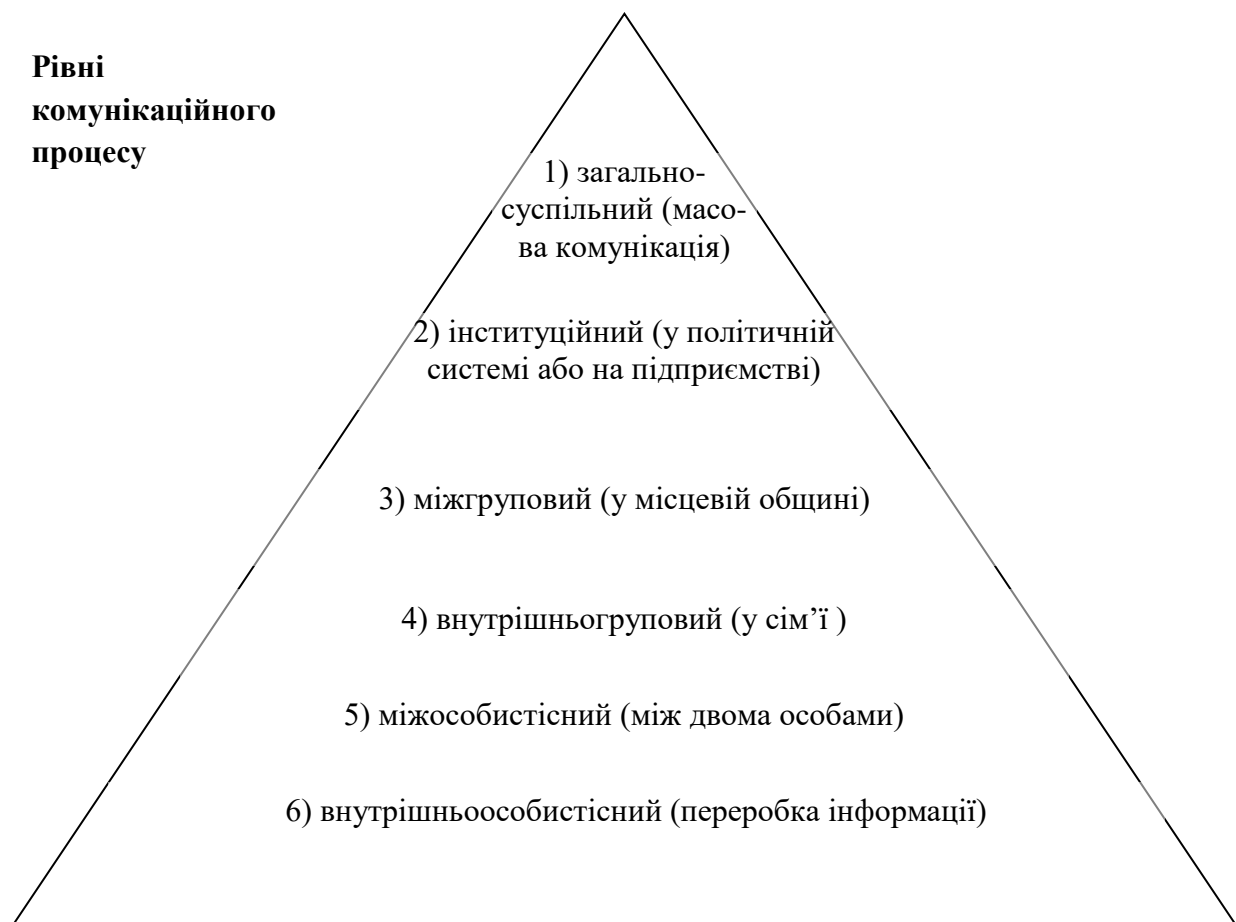 Рівні
комунікаційного
процесу
1) загально-
суспільний (масо-
ва комунікація)
2) інституційний (у політичній
системі або на підприємстві)
3) міжгруповий (у місцевій общині)
4) внутрішньогруповий (у сім’ї )
5) міжособистісний (між двома особами)
6) внутрішньоособистісний (переробка інформації)